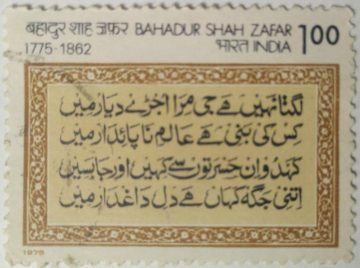 बहादुर शाह ज़फ़र BAHADUR SHAH ZAFAR
1775-1862 भारत INDIA 1.00
لگتا نہیں ہے جی مرا اجڑے دیار میں
کس کی بنی ہے عالمِ ناپائدار میں
کہدو ان حسرتوں سے کہیں اور جا بسیں
اتنی جگہ کہاں ہے دلِ داغدار میں
1975